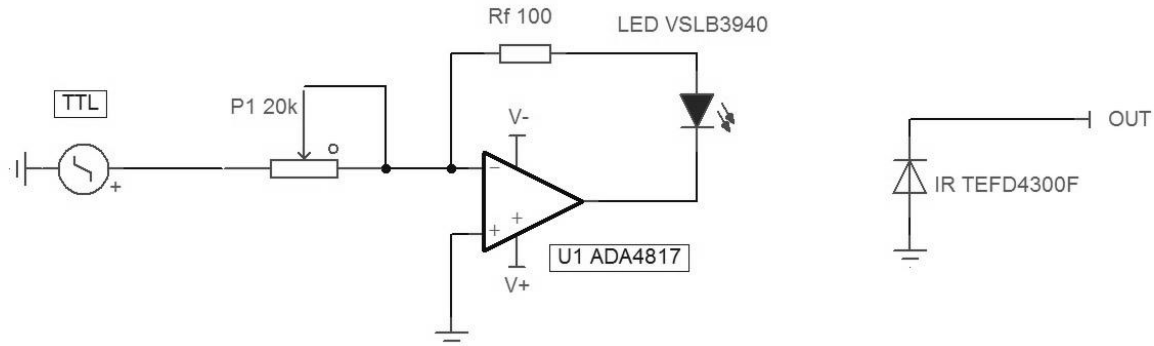 Rf 100
LED VSLB3940
TTL
P1 20k
V-
OUT
+
−
+
+
IR TEFD4300F
U1 ADA4817
V+